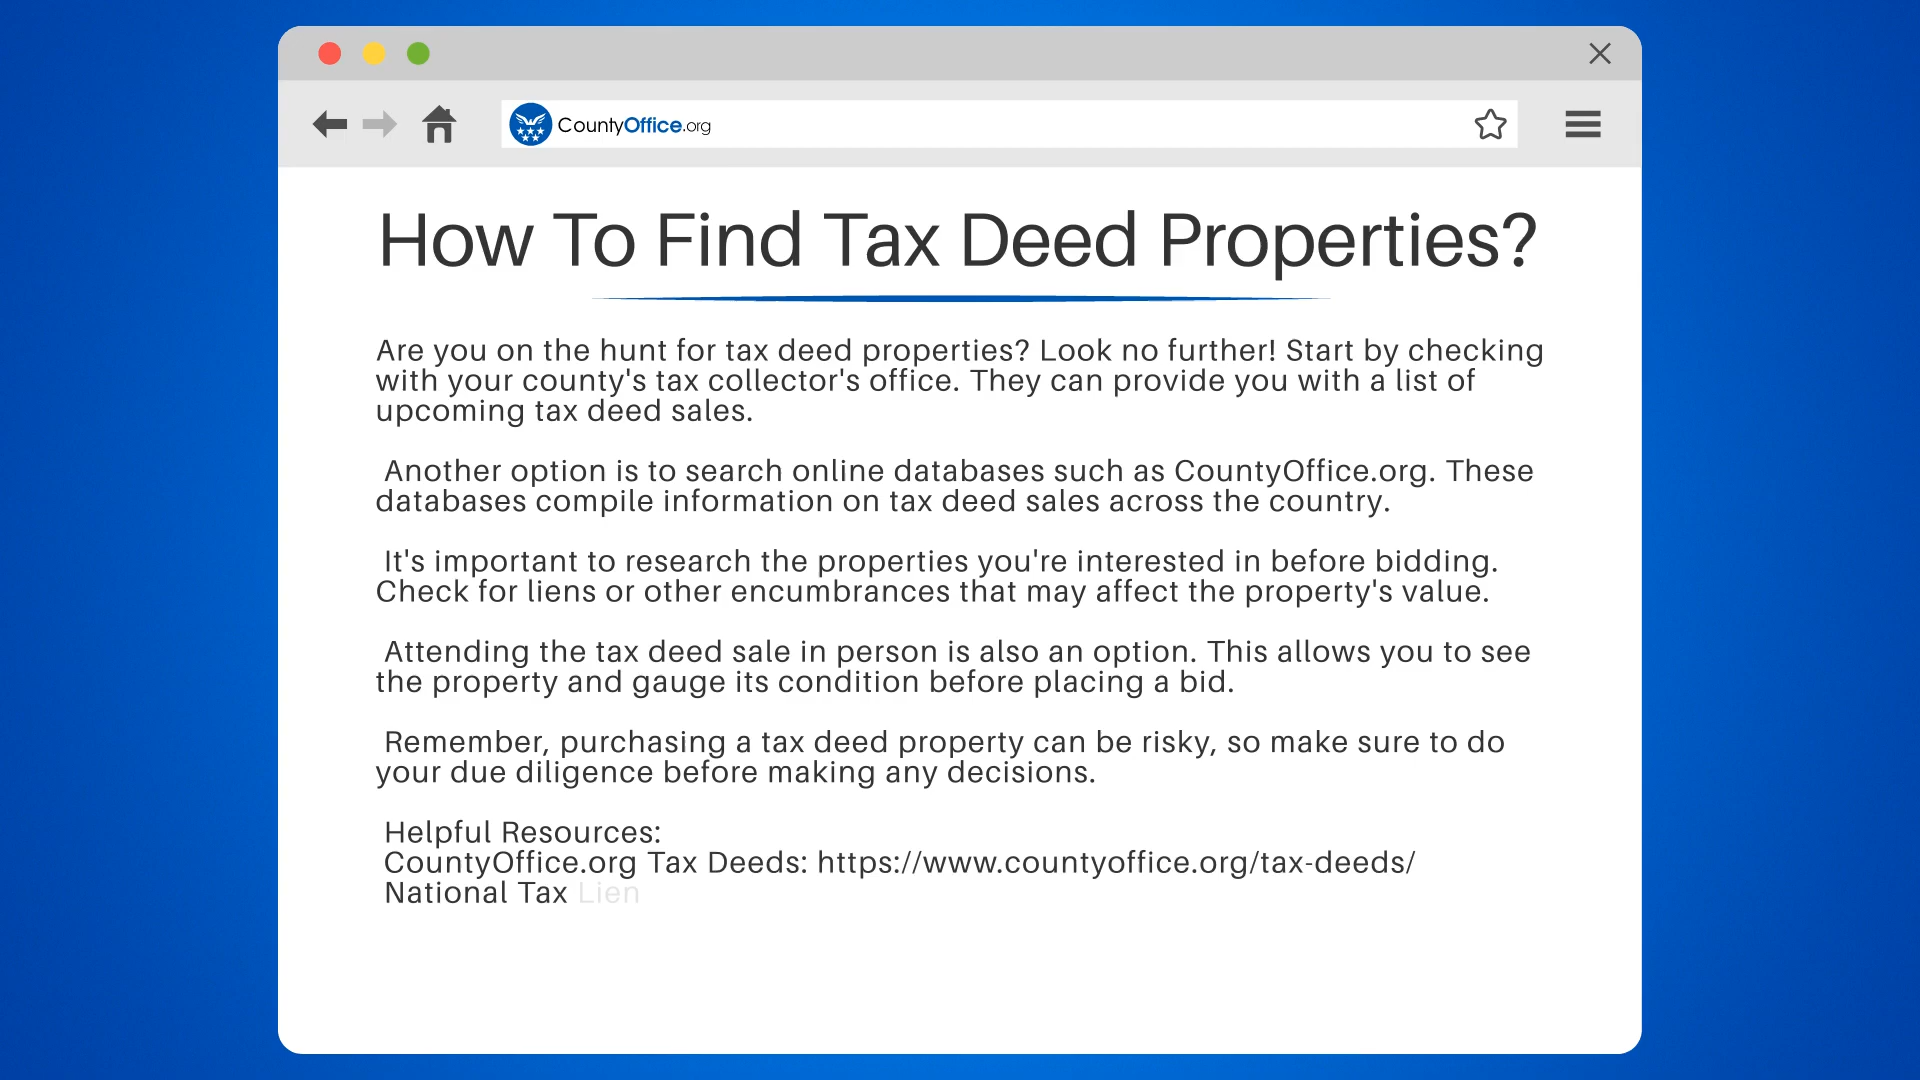 CountyOffice.org
How To Find Tax Deed Properties?
Are you on the hunt for tax deed properties? Look no further! Start by checking
with your county's tax collector's office. They can provide you with a list of
upcoming tax deed sales.
Another option is to search online databases such as CountyOffice.org. These
databases compile information on tax deed sales across the country.
It's important to research the properties you're interested in before bidding.
Check for liens or other encumbrances that may affect the property's value.
Attending the tax deed sale in person is also an option. This allows you to see
the property and gauge its condition before placing a bid.
Remember, purchasing a tax deed property can be risky, so make sure to do
your due diligence before making any decisions.
Helpful Resources:
CountyOffice.org Tax Deeds: https://www.countyoffice.org/tax-deeds/
National Tax Lien